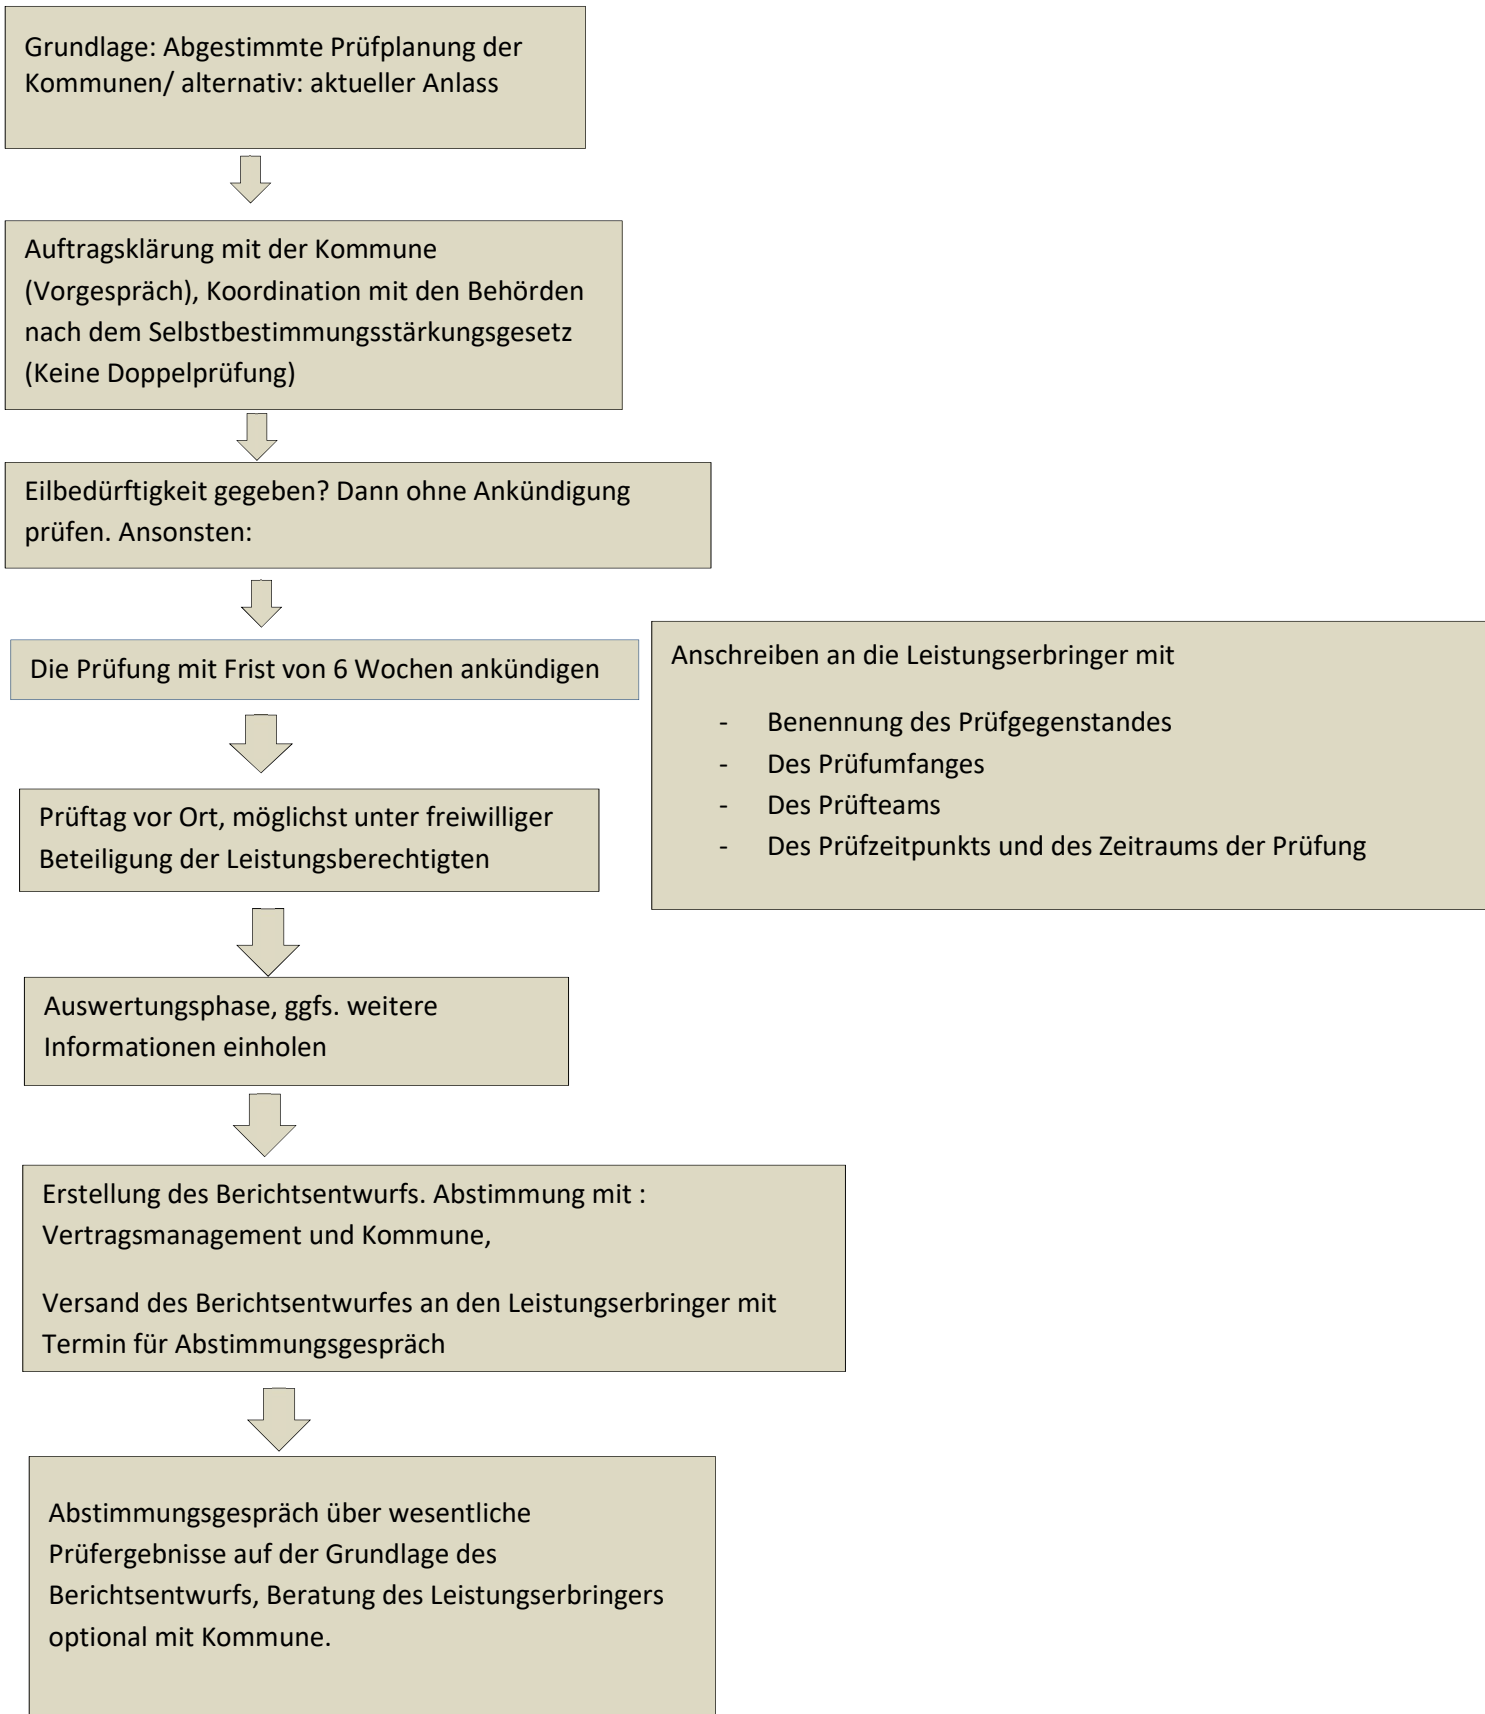 Grundlage: Abgestimmte Prüfplanung der
Kommunen/ alternativ: aktueller Anlass
Auftragsklärung mit der Kommune
(Vorgespräch), Koordination mit den Behörden
nach dem Selbstbestimmungsstärkungsgesetz
(Keine Doppelprüfung)
Eilbedürftigkeit gegeben? Dann ohne Ankündigung
prüfen. Ansonsten:
Die Prüfung mit Frist von 6 Wochen ankündigen
Anschreiben an die Leistungserbringer mit
- Benennung des Prüfgegenstandes
- Des Prüfumfanges
- Des Prüfteams
- Des Prüfzeitpunkts und des Zeitraums der Prüfung
Prüftag vor Ort, möglichst unter freiwilliger
Beteiligung der Leistungsberechtigten
Auswertungsphase, ggfs. weitere
Informationen einholen
Erstellung des Berichtsentwurfs. Abstimmung mit :
Vertragsmanagement und Kommune,
Versand des Berichtsentwurfes an den Leistungserbringer mit
Termin für Abstimmungsgespräch
Abstimmungsgespräch über wesentliche
Prüfergebnisse auf der Grundlage des
Berichtsentwurfs, Beratung des Leistungserbringers
optional mit Kommune.